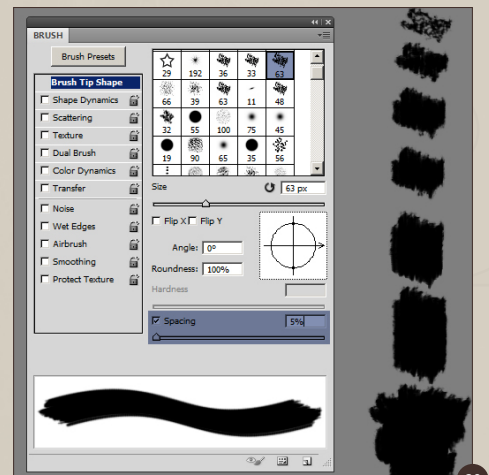 BRUSH
Brush Presets
29 192 36 33 63
Brush Tip Shape
Shape Dynamics
66 39 63 11 48
Scattering
Texture
32 55 100 75 45
Dual Brush
Color Dynamics
19 90 65 35 56
Transfer
Size 63 px
Noise
Flip X Flip Y
Wet Edges
Airbrush
Angle: 0°
Smoothing
Roundness: 100%
Protect Texture
Hardness
Spacing 5%